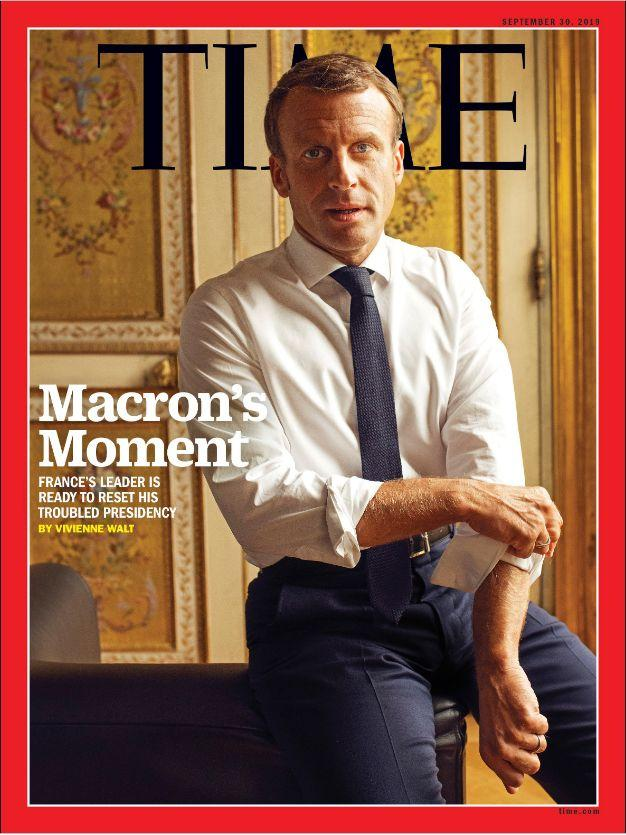 SEPTEMBER 30, 2019
TIME
Macron's
Moment
FRANCE'S LEADER IS
READY TO RESET HIS
TROUBLED PRESIDENCY
BY VIVIENNE WALT
time.com